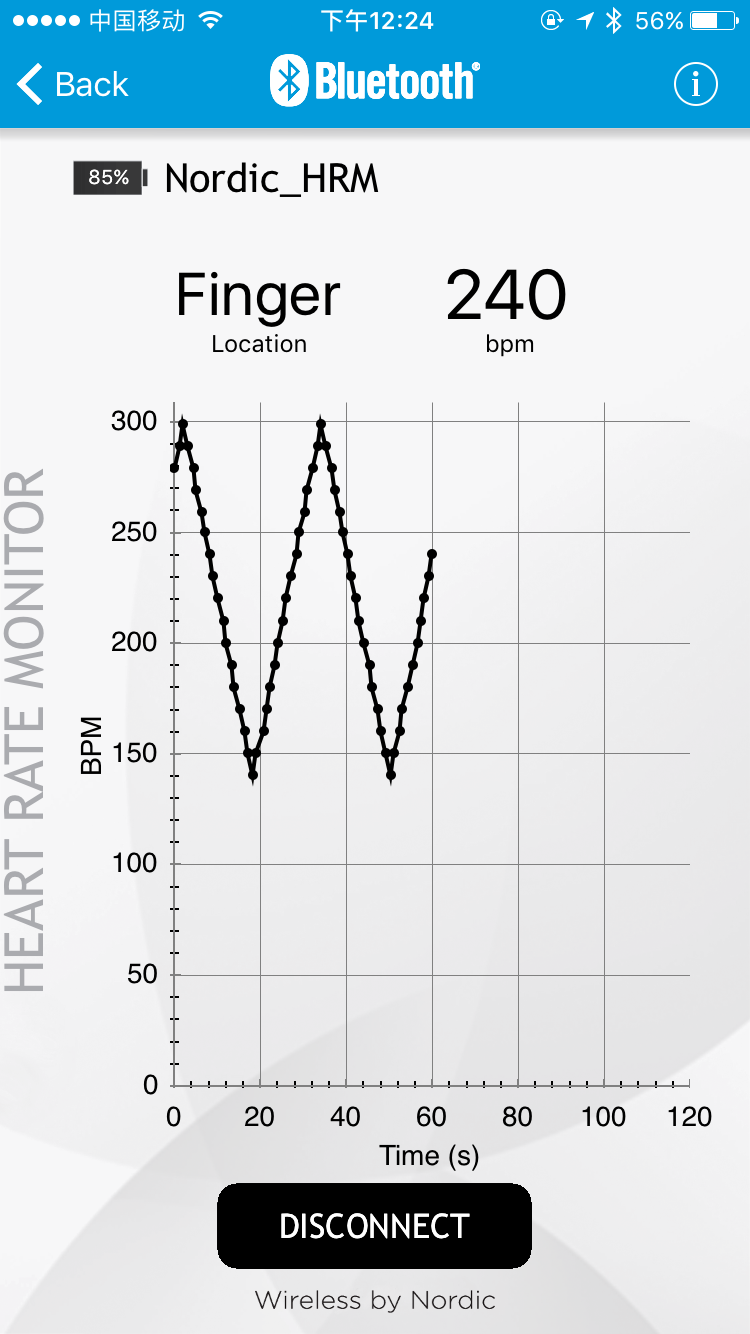 中国移动 下午12:24 56%
Back Bluetooth® i
85% Nordic_HRM
Finger 240
Location bpm
HEART RATE MONITOR
BPM
300
250
200
150
100
50
0
0 20 40 60 80 100 120
Time (s)
DISCONNECT
Wireless by Nordic